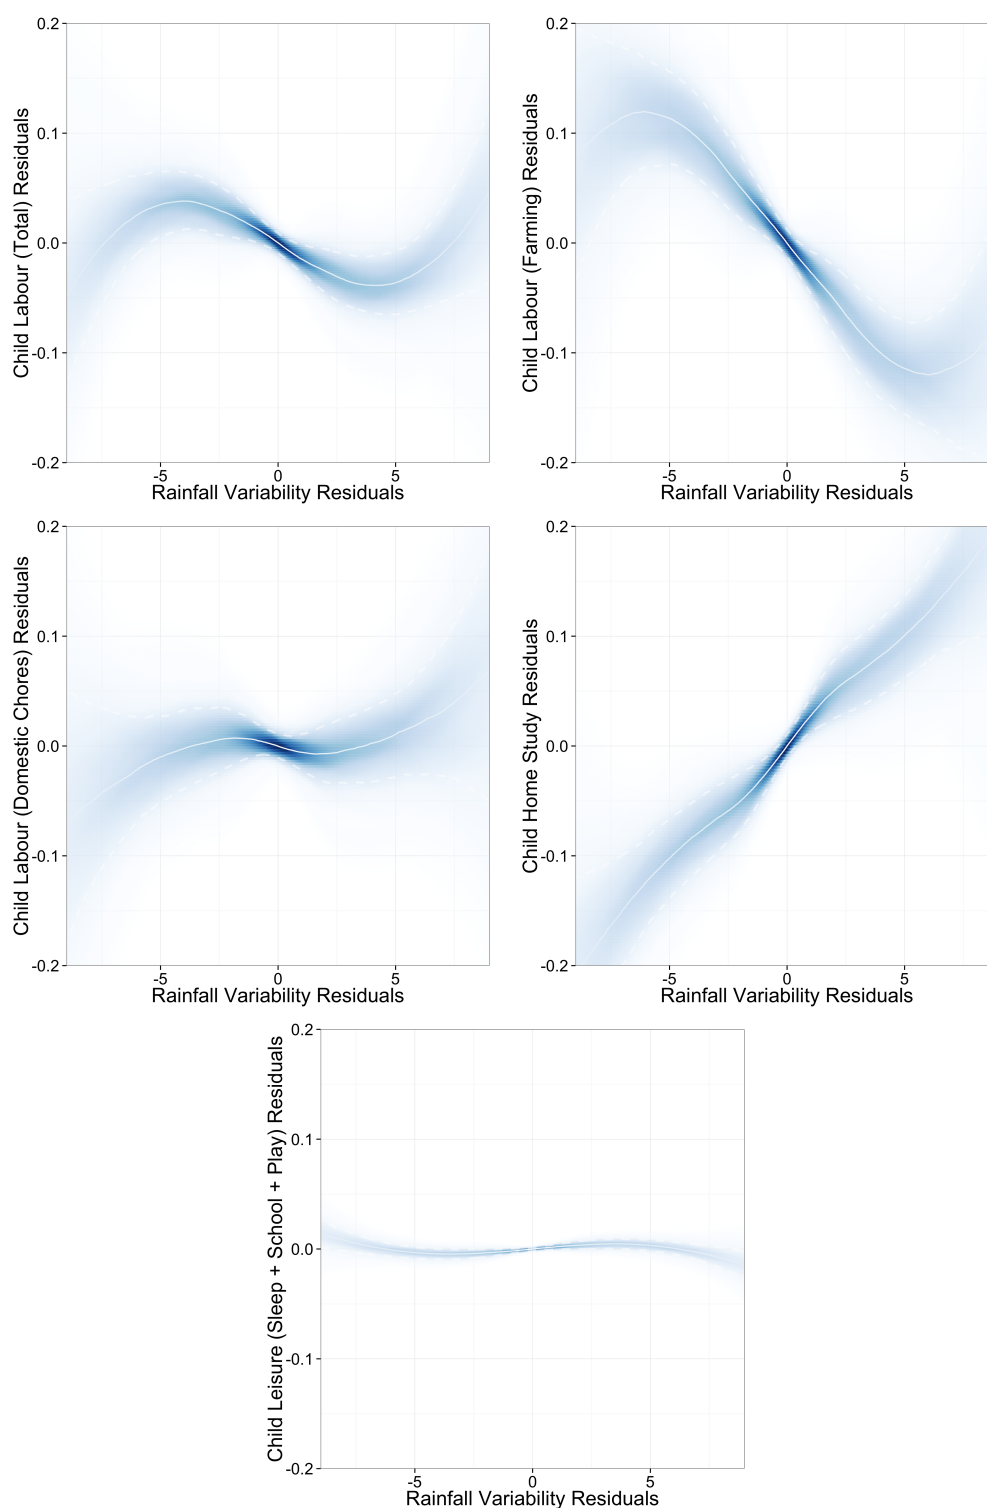 Child Labour (Total) Residuals
0.2
0.1
0.0
-0.1
-0.2
-5 0 5
Rainfall Variability Residuals
Child Labour (Farming) Residuals
0.2
0.1
0.0
-0.1
-0.2
-5 0 5
Rainfall Variability Residuals
Child Labour (Domestic Chores) Residuals
0.2
0.1
0.0
-0.1
-0.2
-5 0 5
Rainfall Variability Residuals
Child Home Study Residuals
0.2
0.1
0.0
-0.1
-0.2
-5 0 5
Rainfall Variability Residuals
Child Leisure (Sleep + School + Play) Residuals
0.2
0.1
0.0
-0.1
-0.2
-5 0 5
Rainfall Variability Residuals